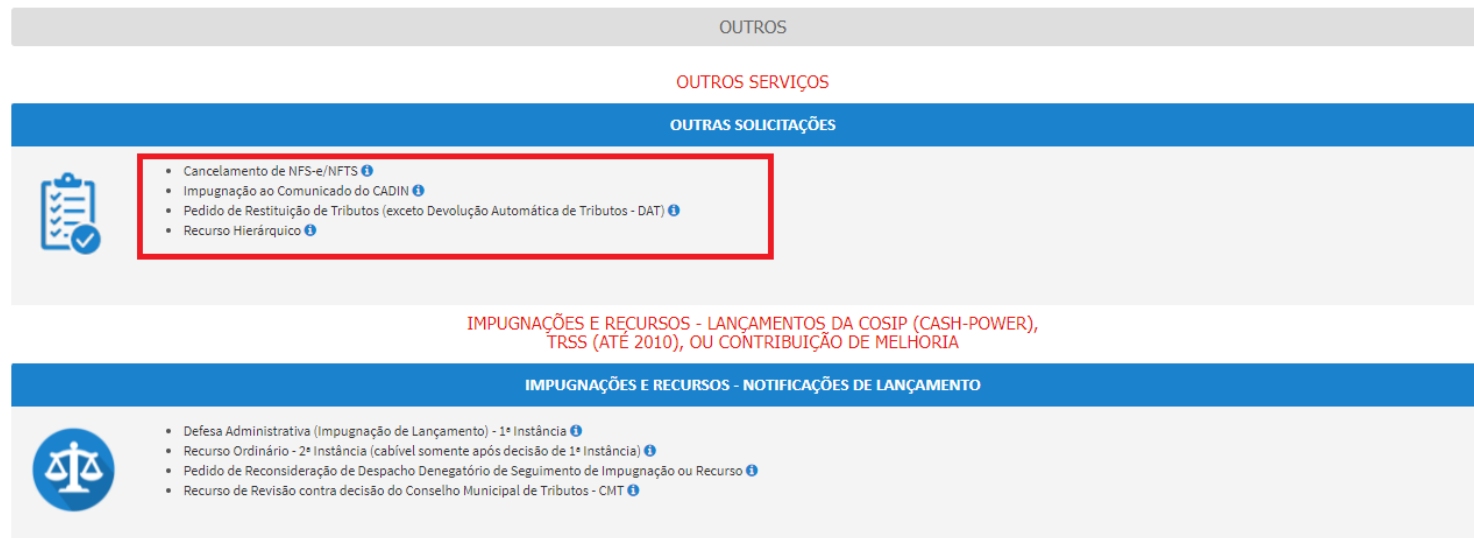 OUTROS
OUTROS SERVIÇOS
OUTRAS SOLICITAÇÕES
Cancelamento de NFS-e/NFTS
Impugnação ao Comunicado do CADIN
Pedido de Restituição de Tributos (exceto Devolução Automática de Tributos - DAT)
Recurso Hierárquico
IMPUGNAÇÕES E RECURSOS - LANÇAMENTOS DA COSIP (CASH-POWER),
TRSS (ATÉ 2010), OU CONTRIBUIÇÃO DE MELHORIA
IMPUGNAÇÕES E RECURSOS - NOTIFICAÇÕES DE LANÇAMENTO
Defesa Administrativa (Impugnação de Lançamento) - 1ª Instância
Recurso Ordinário - 2ª Instância (cabível somente após decisão de 1ª Instância)
Pedido de Reconsideração de Despacho Denegatório de Seguimento de Impugnação ou Recurso
Recurso de Revisão contra decisão do Conselho Municipal de Tributos - CMT